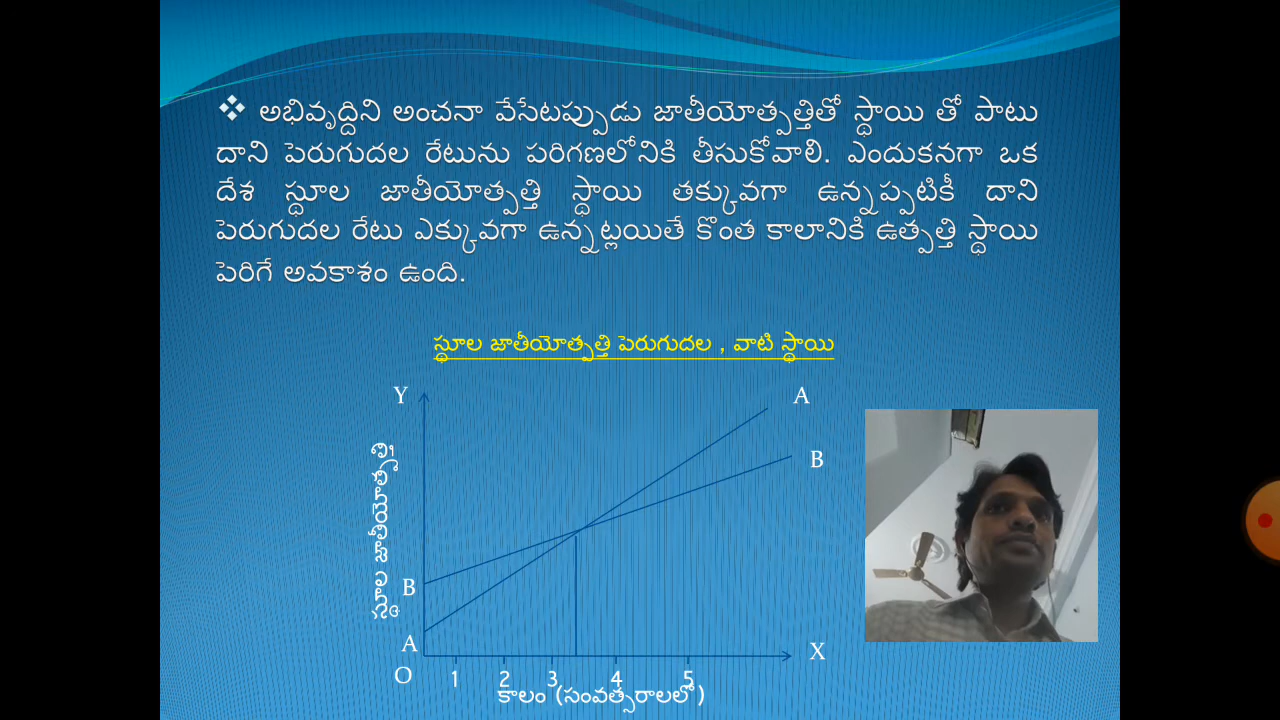 ❖ అభివృద్దిని అంచనా వేసేటప్పుడు జాతీయోత్పత్తితో స్థాయి తో పాటు
దాని పెరుగుదల రేటును పరిగణలోనికి తీసుకోవాలి. ఎందుకనగా ఒక
దేశ స్థూల జాతీయోత్పత్తి స్థాయి తక్కువగా ఉన్నప్పటికీ దాని
పెరుగుదల రేటు ఎక్కువగా ఉన్నట్లయితే కొంత కాలానికి ఉత్పత్తి స్థాయి
పెరిగే అవకాశం ఉంది.
స్థూల జాతీయోత్పత్తి పెరుగుదల , వాటి స్థాయి
Y
A
B
స్థూల జాతీయోత్పత్తి
B
A
X
O
1 2 3 4 5
కాలం (సంవత్సరాలలో)